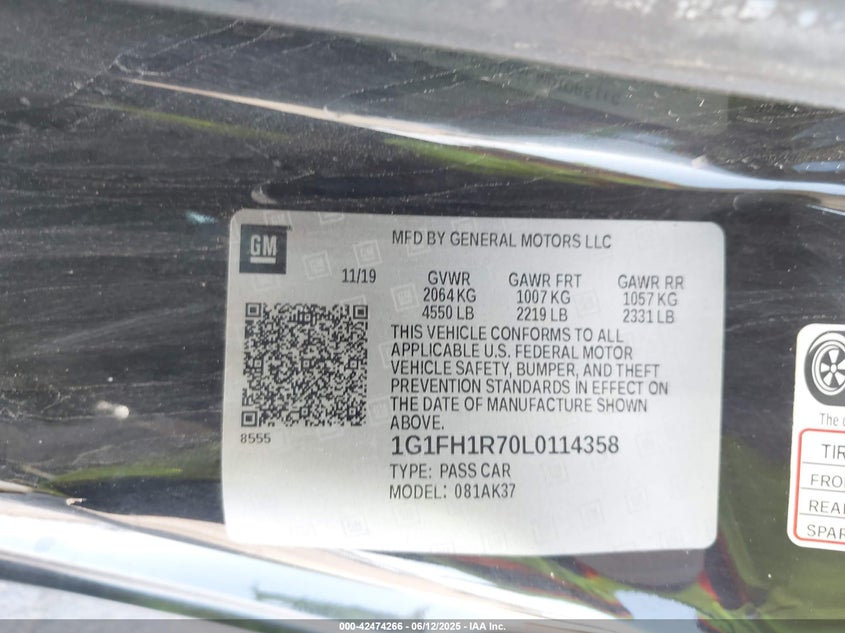 GM
MFD BY GENERAL MOTORS LLC
11/19
GVWR GAWR FRT GAWR RR
2064 KG 1007 KG 1057 KG
4550 LB 2219 LB 2331 LB
THIS VEHICLE CONFORMS TO ALL
APPLICABLE U.S. FEDERAL MOTOR
VEHICLE SAFETY, BUMPER, AND THEFT
PREVENTION STANDARDS IN EFFECT ON
THE DATE OF MANUFACTURE SHOWN
ABOVE.
8555
1G1FH1R70L0114358
TYPE: PASS CAR
MODEL: 081AK37
The
TIR
FRO
REA
SPAR
000-42474266 - 06/12/2025 - IAA Inc.